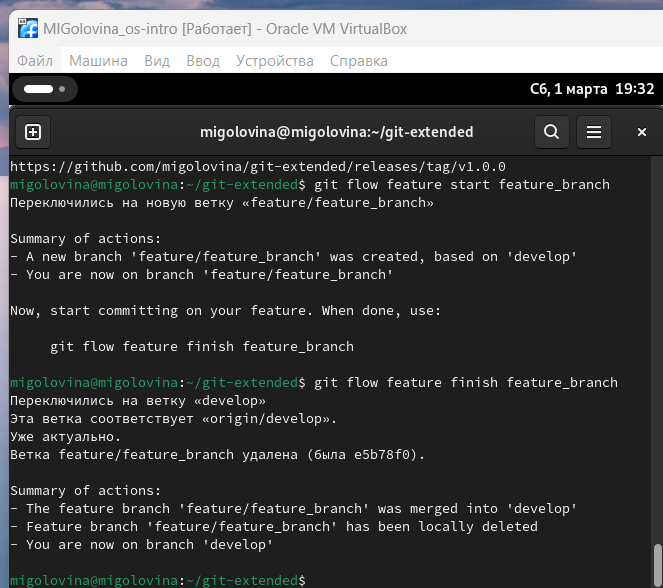 MIGolovina_os-intro [Работает] - Oracle VM VirtualBox
Файл Машина Вид Ввод Устройства Справка
Сб, 1 марта 19:32
migolovina@migolovina:~/git-extended
https://github.com/migolovina/git-extended/releases/tag/v1.0.0
migolovina@migolovina:~/git-extended$ git flow feature start feature_branch
Переключились на новую ветку «feature/feature_branch»
Summary of actions:
- A new branch 'feature/feature_branch' was created, based on 'develop'
- You are now on branch 'feature/feature_branch'
Now, start committing on your feature. When done, use:
git flow feature finish feature_branch
migolovina@migolovina:~/git-extended$ git flow feature finish feature_branch
Переключились на ветку «develop»
Эта ветка соответствует «origin/develop».
Уже актуально.
Ветка feature/feature_branch удалена (была e5b78f0).
Summary of actions:
- The feature branch 'feature/feature_branch' was merged into 'develop'
- Feature branch 'feature/feature_branch' has been locally deleted
- You are now on branch 'develop'
migolovina@migolovina:~/git-extended$